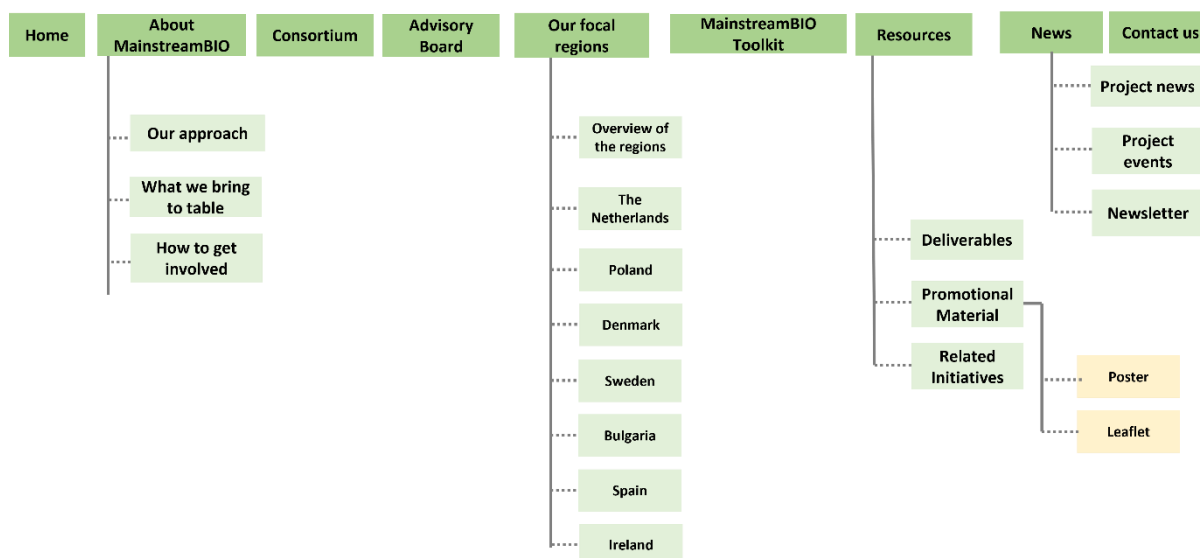 Home
About
MainstreamBIO
Consortium
Advisory
Board
Our focal
regions
MainstreamBIO
Toolkit
Resources
News
Contact us
Our approach
What we bring
to table
How to get
involved
Overview of
the regions
The
Netherlands
Poland
Denmark
Sweden
Bulgaria
Spain
Ireland
Deliverables
Promotional
Material
Related
Initiatives
Poster
Leaflet
Project news
Project
events
Newsletter